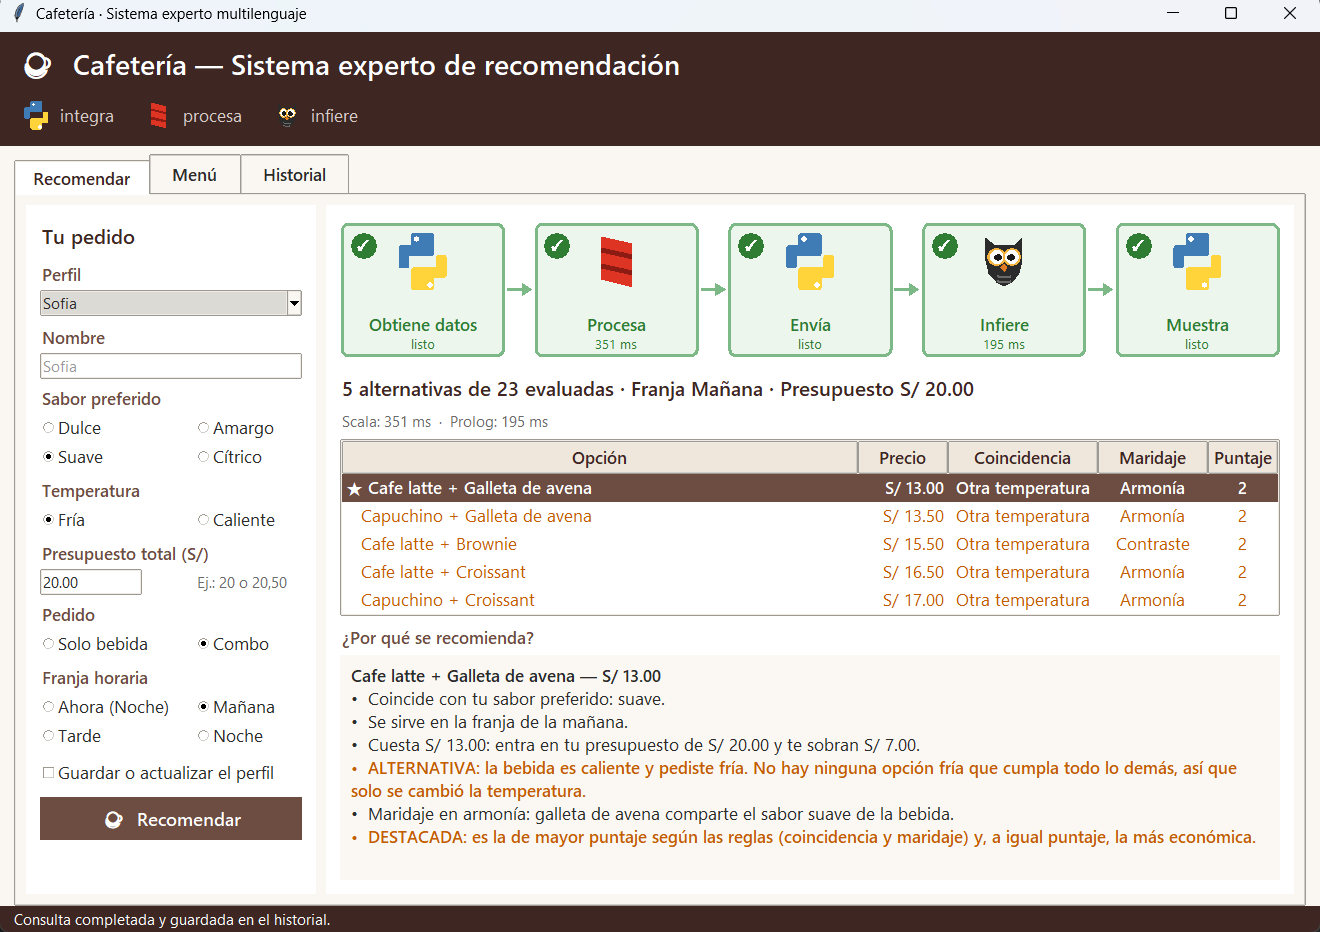 Cafetería · Sistema experto multilenguaje
Cafetería — Sistema experto de recomendación
integra procesa infiere
Recomendar Menú Historial
Tu pedido
Perfil
Sofia
Nombre
Sofia
Sabor preferido
Dulce Amargo
Suave Cítrico
Temperatura
Fría Caliente
Presupuesto total (S/)
20.00 Ej.: 20 o 20,50
Pedido
Solo bebida Combo
Franja horaria
Ahora (Noche) Mañana
Tarde Noche
Guardar o actualizar el perfil
Recomendar
Obtiene datos Procesa Envía Infiere Muestra
listo 351 ms listo 195 ms listo
5 alternativas de 23 evaluadas · Franja Mañana · Presupuesto S/ 20.00
Scala: 351 ms · Prolog: 195 ms
Opción Precio Coincidencia Maridaje Puntaje
★ Cafe latte + Galleta de avena S/ 13.00 Otra temperatura Armonía 2
Capuchino + Galleta de avena S/ 13.50 Otra temperatura Armonía 2
Cafe latte + Brownie S/ 15.50 Otra temperatura Contraste 2
Cafe latte + Croissant S/ 16.50 Otra temperatura Armonía 2
Capuchino + Croissant S/ 17.00 Otra temperatura Armonía 2
¿Por qué se recomienda?
Cafe latte + Galleta de avena — S/ 13.00
• Coincide con tu sabor preferido: suave.
• Se sirve en la franja de la mañana.
• Cuesta S/ 13.00: entra en tu presupuesto de S/ 20.00 y te sobran S/ 7.00.
• ALTERNATIVA: la bebida es caliente y pediste fría. No hay ninguna opción fría que cumpla todo lo demás, así que
solo se cambió la temperatura.
• Maridaje en armonía: galleta de avena comparte el sabor suave de la bebida.
• DESTACADA: es la de mayor puntaje según las reglas (coincidencia y maridaje) y, a igual puntaje, la más económica.
Consulta completada y guardada en el historial.